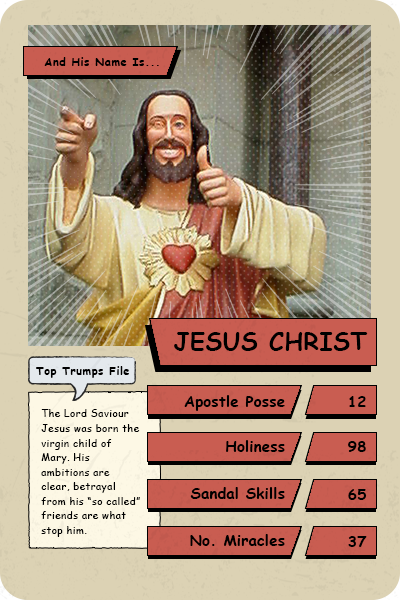 And His Name Is...
JESUS CHRIST
Top Trumps File
The Lord Saviour
Jesus was born the
virgin child of
Mary. His
ambitions are
clear, betrayal
from his “so called”
friends are what
stop him.
Apostle Posse 12
Holiness 98
Sandal Skills 65
No. Miracles 37